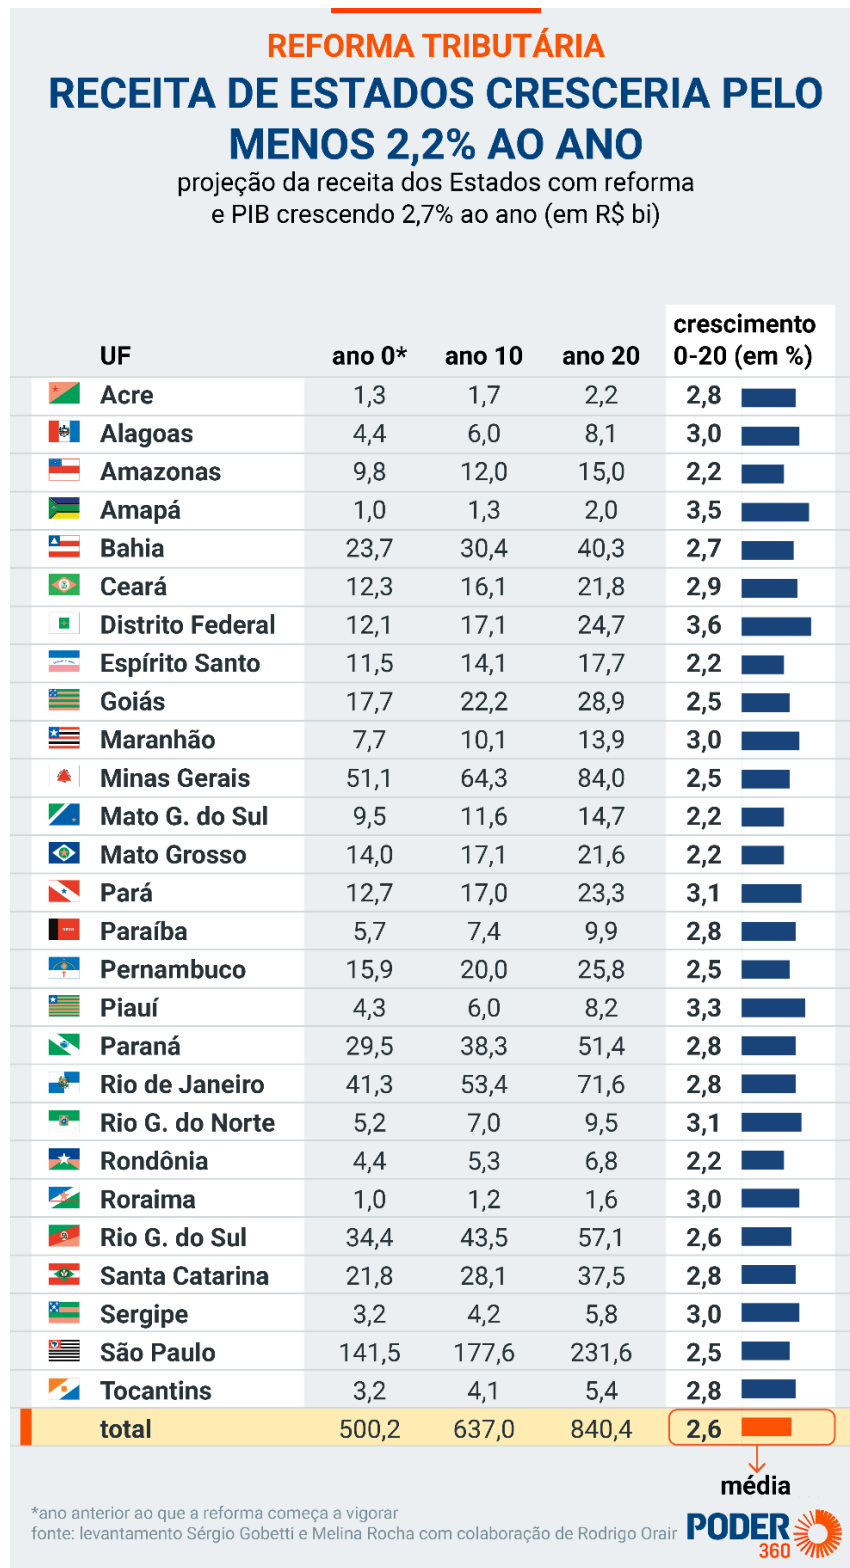 REFORMA TRIBUTÁRIA
RECEITA DE ESTADOS CRESCERIA PELO
MENOS 2,2% AO ANO
projeção da receita dos Estados com reforma
e PIB crescendo 2,7% ao ano (em R$ bi)
crescimento
UF ano 0* ano 10 ano 20 0-20 (em %)
Acre 1,3 1,7 2,2 2,8
Alagoas 4,4 6,0 8,1 3,0
Amazonas 9,8 12,0 15,0 2,2
Amapá 1,0 1,3 2,0 3,5
Bahia 23,7 30,4 40,3 2,7
Ceará 12,3 16,1 21,8 2,9
Distrito Federal 12,1 17,1 24,7 3,6
Espírito Santo 11,5 14,1 17,7 2,2
Goiás 17,7 22,2 28,9 2,5
Maranhão 7,7 10,1 13,9 3,0
Minas Gerais 51,1 64,3 84,0 2,5
Mato G. do Sul 9,5 11,6 14,7 2,2
Mato Grosso 14,0 17,1 21,6 2,2
Pará 12,7 17,0 23,3 3,1
Paraíba 5,7 7,4 9,9 2,8
Pernambuco 15,9 20,0 25,8 2,5
Piauí 4,3 6,0 8,2 3,3
Paraná 29,5 38,3 51,4 2,8
Rio de Janeiro 41,3 53,4 71,6 2,8
Rio G. do Norte 5,2 7,0 9,5 3,1
Rondônia 4,4 5,3 6,8 2,2
Roraima 1,0 1,2 1,6 3,0
Rio G. do Sul 34,4 43,5 57,1 2,6
Santa Catarina 21,8 28,1 37,5 2,8
Sergipe 3,2 4,2 5,8 3,0
São Paulo 141,5 177,6 231,6 2,5
Tocantins 3,2 4,1 5,4 2,8
total 500,2 637,0 840,4 2,6
média
*ano anterior ao que a reforma começa a vigorar
fonte: levantamento Sérgio Gobetti e Melina Rocha com colaboração de Rodrigo Orair
PODER
360